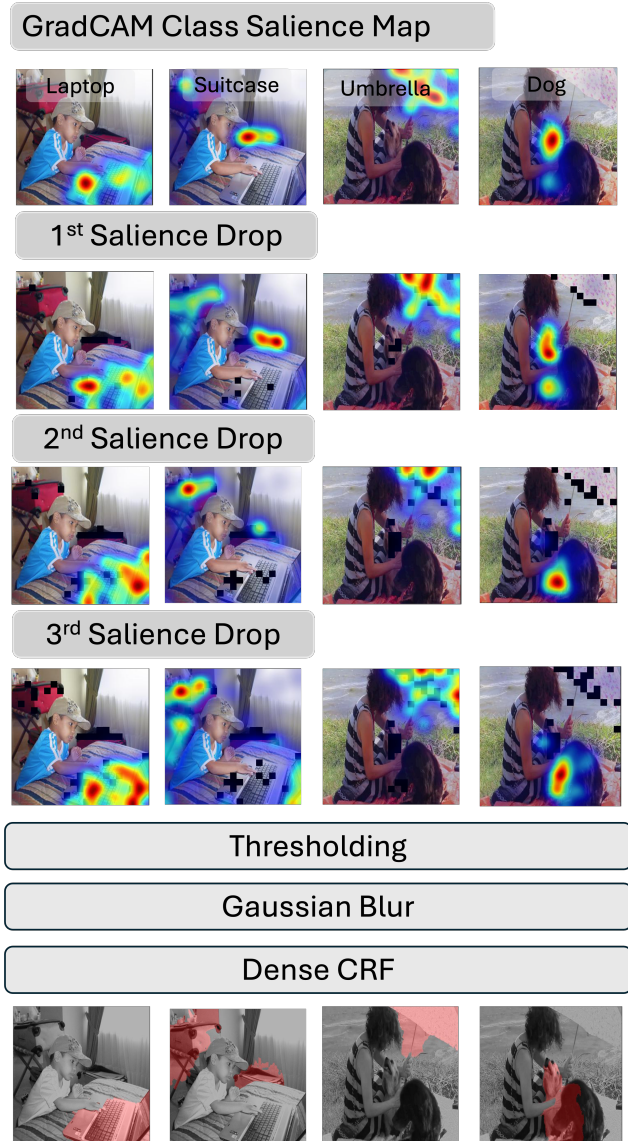 GradCAM Class Salience Map
Laptop
Suitcase
Umbrella
Dog
1st Salience Drop
2nd Salience Drop
3rd Salience Drop
Thresholding
Gaussian Blur
Dense CRF